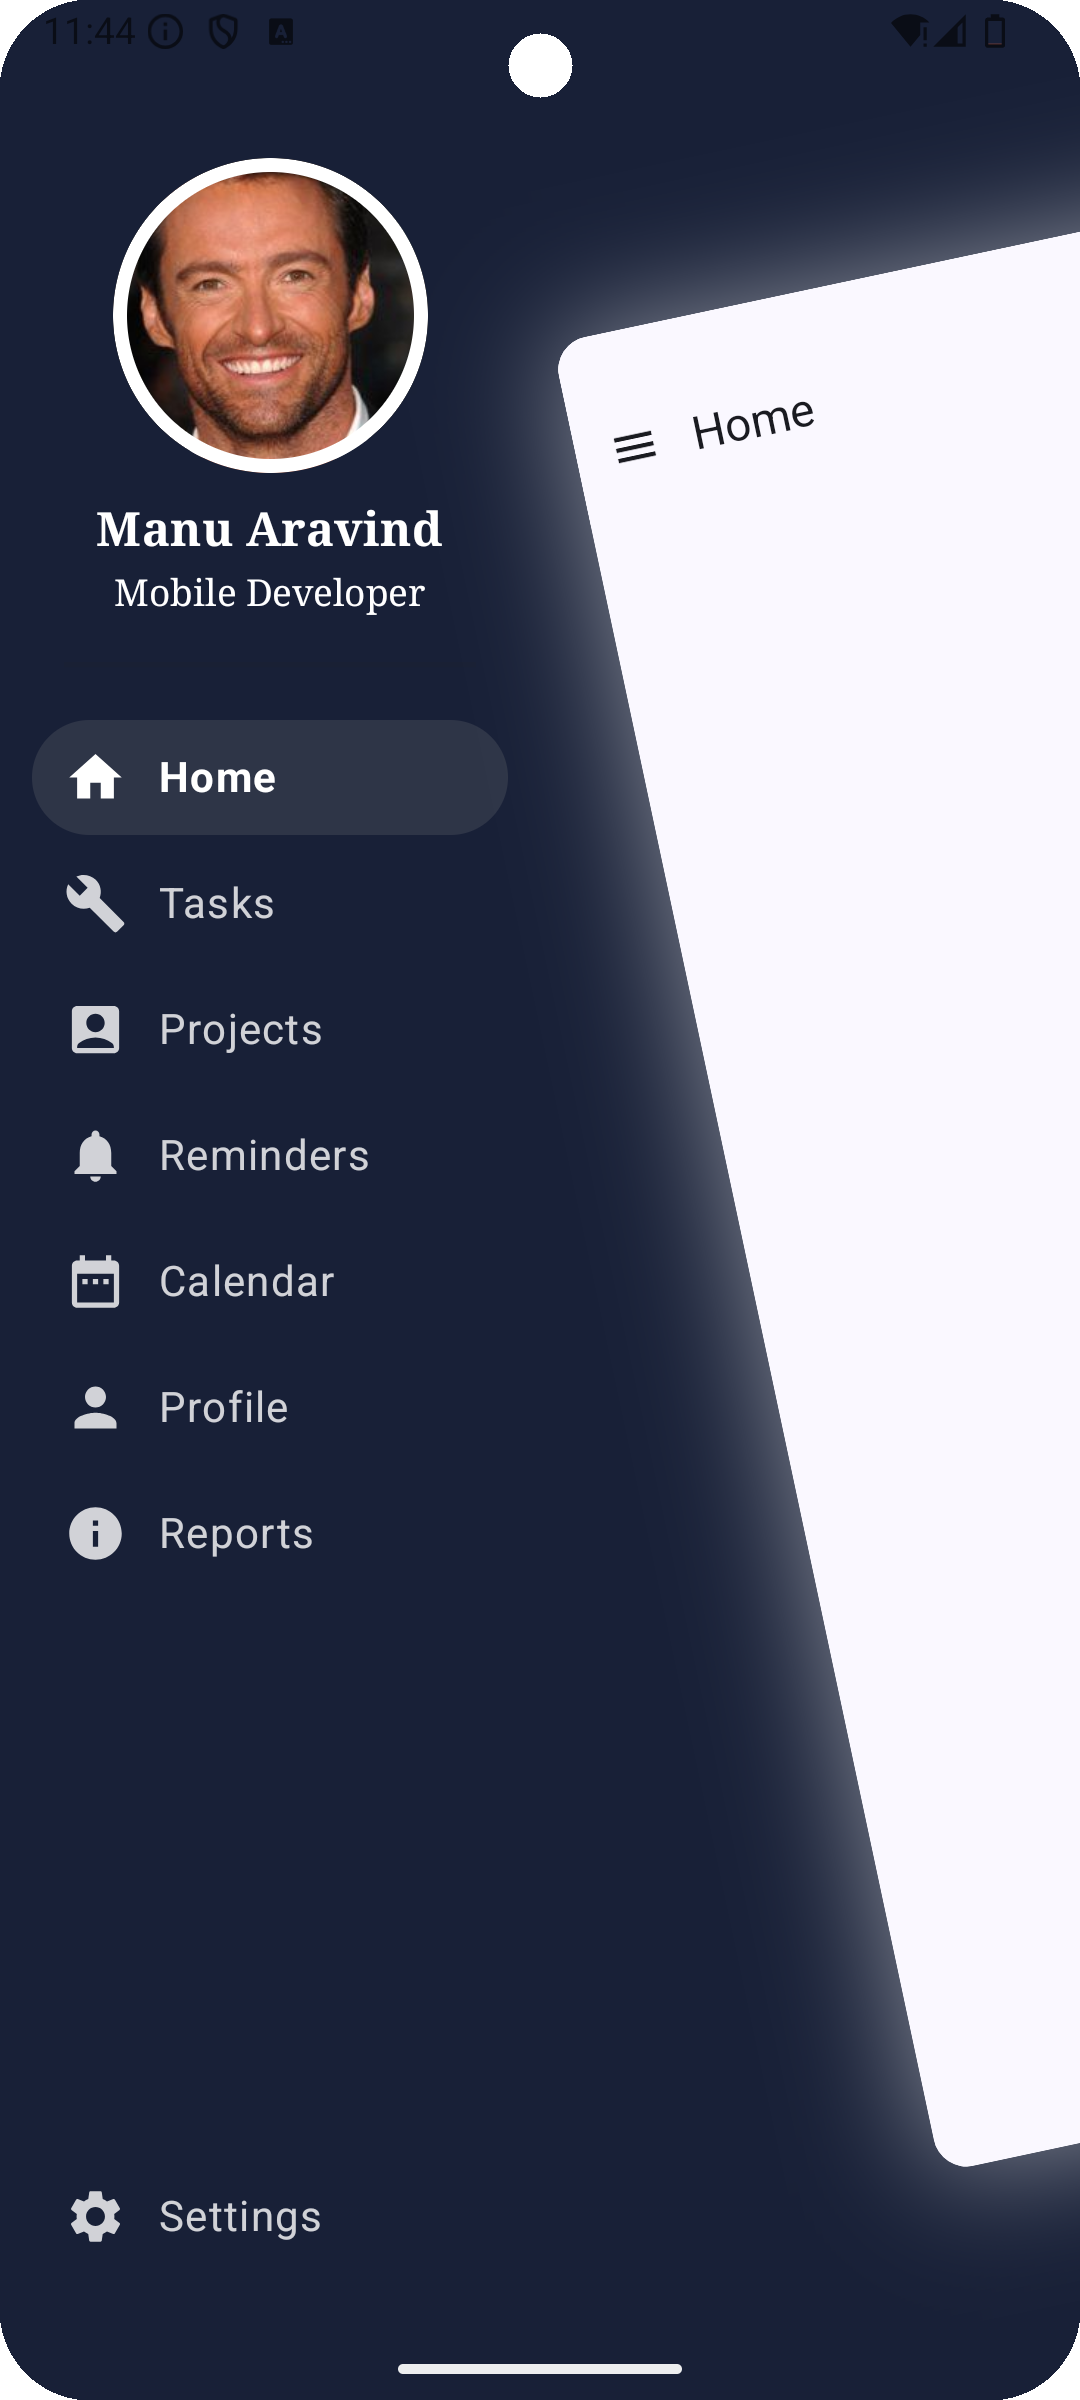 11:44
Manu Aravind
Mobile Developer
Home
Home
Tasks
Projects
Reminders
Calendar
Profile
Reports
Settings